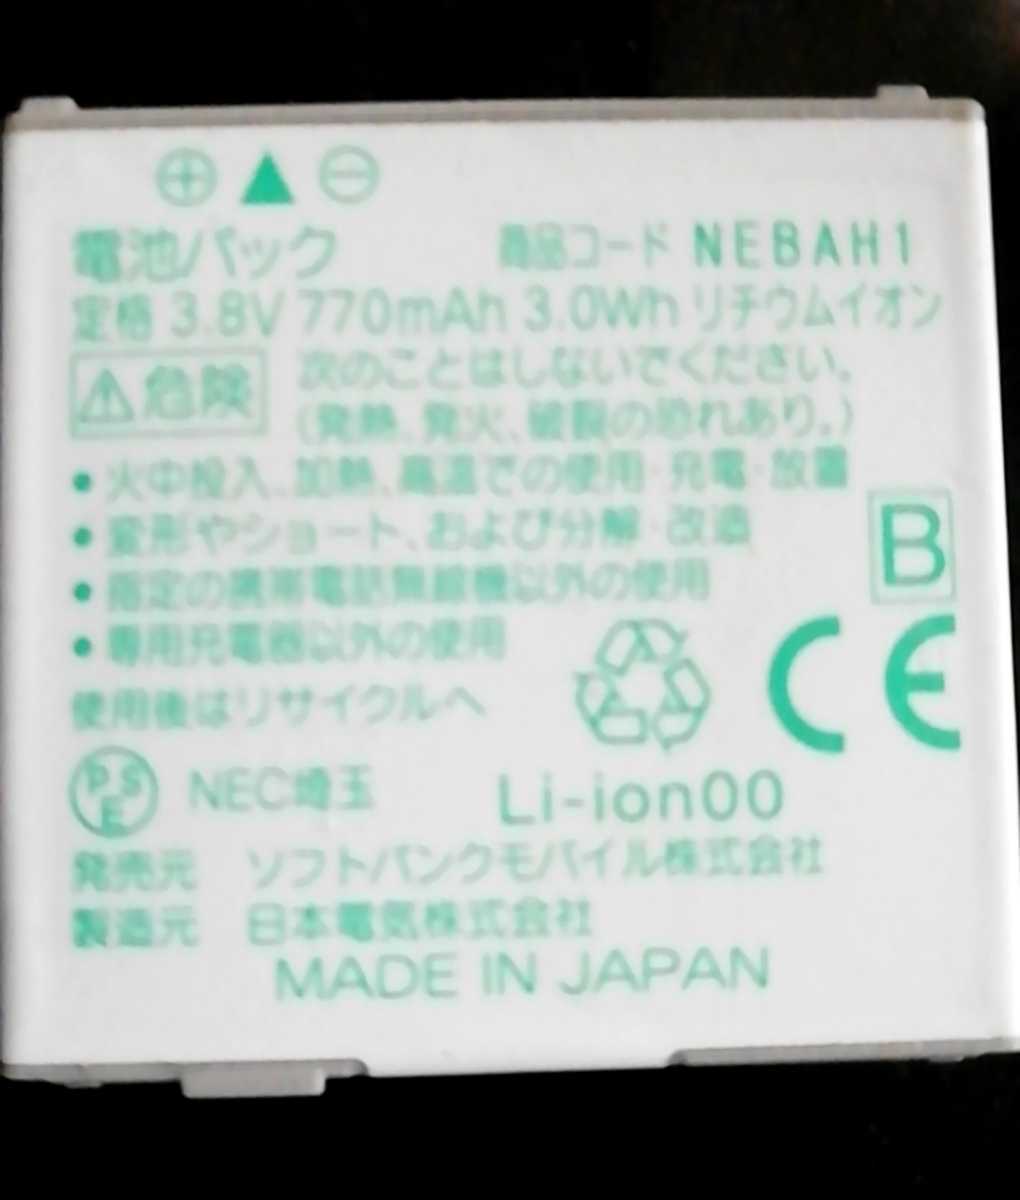 電池パック 商品コード NEBAH1
定格 3.8V 770mAh 3.0Wh リチウムイオン
危険 次のことはしないでください。
(発熱、発火、破裂の恐れあり。)
・火中投入、加熱、高温での使用・充電・放置
・変形やショート、および分解・改造
・指定の携帯電話無線機以外の使用
・専用充電器以外の使用
B
使用後はリサイクルへ
CE
PSE NEC埼玉 Li-ion00
発売元 ソフトバンクモバイル株式会社
製造元 日本電気株式会社
MADE IN JAPAN